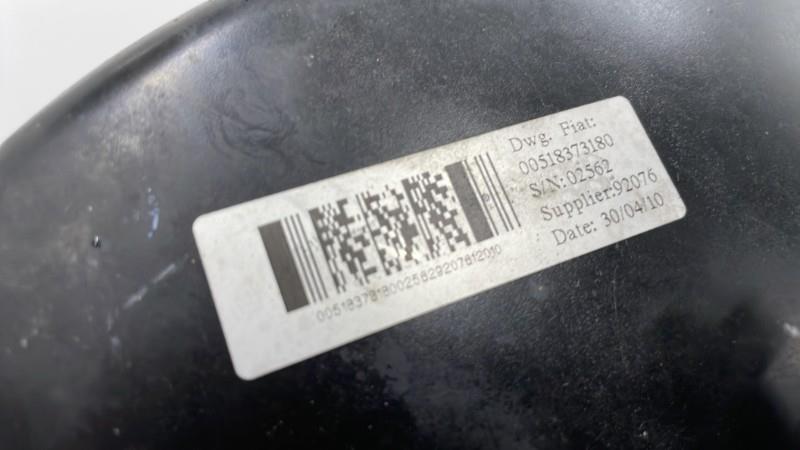 Dwg. Fiat:
00518373180
S/N: 02562
Supplier:92076
Date: 30/04/10